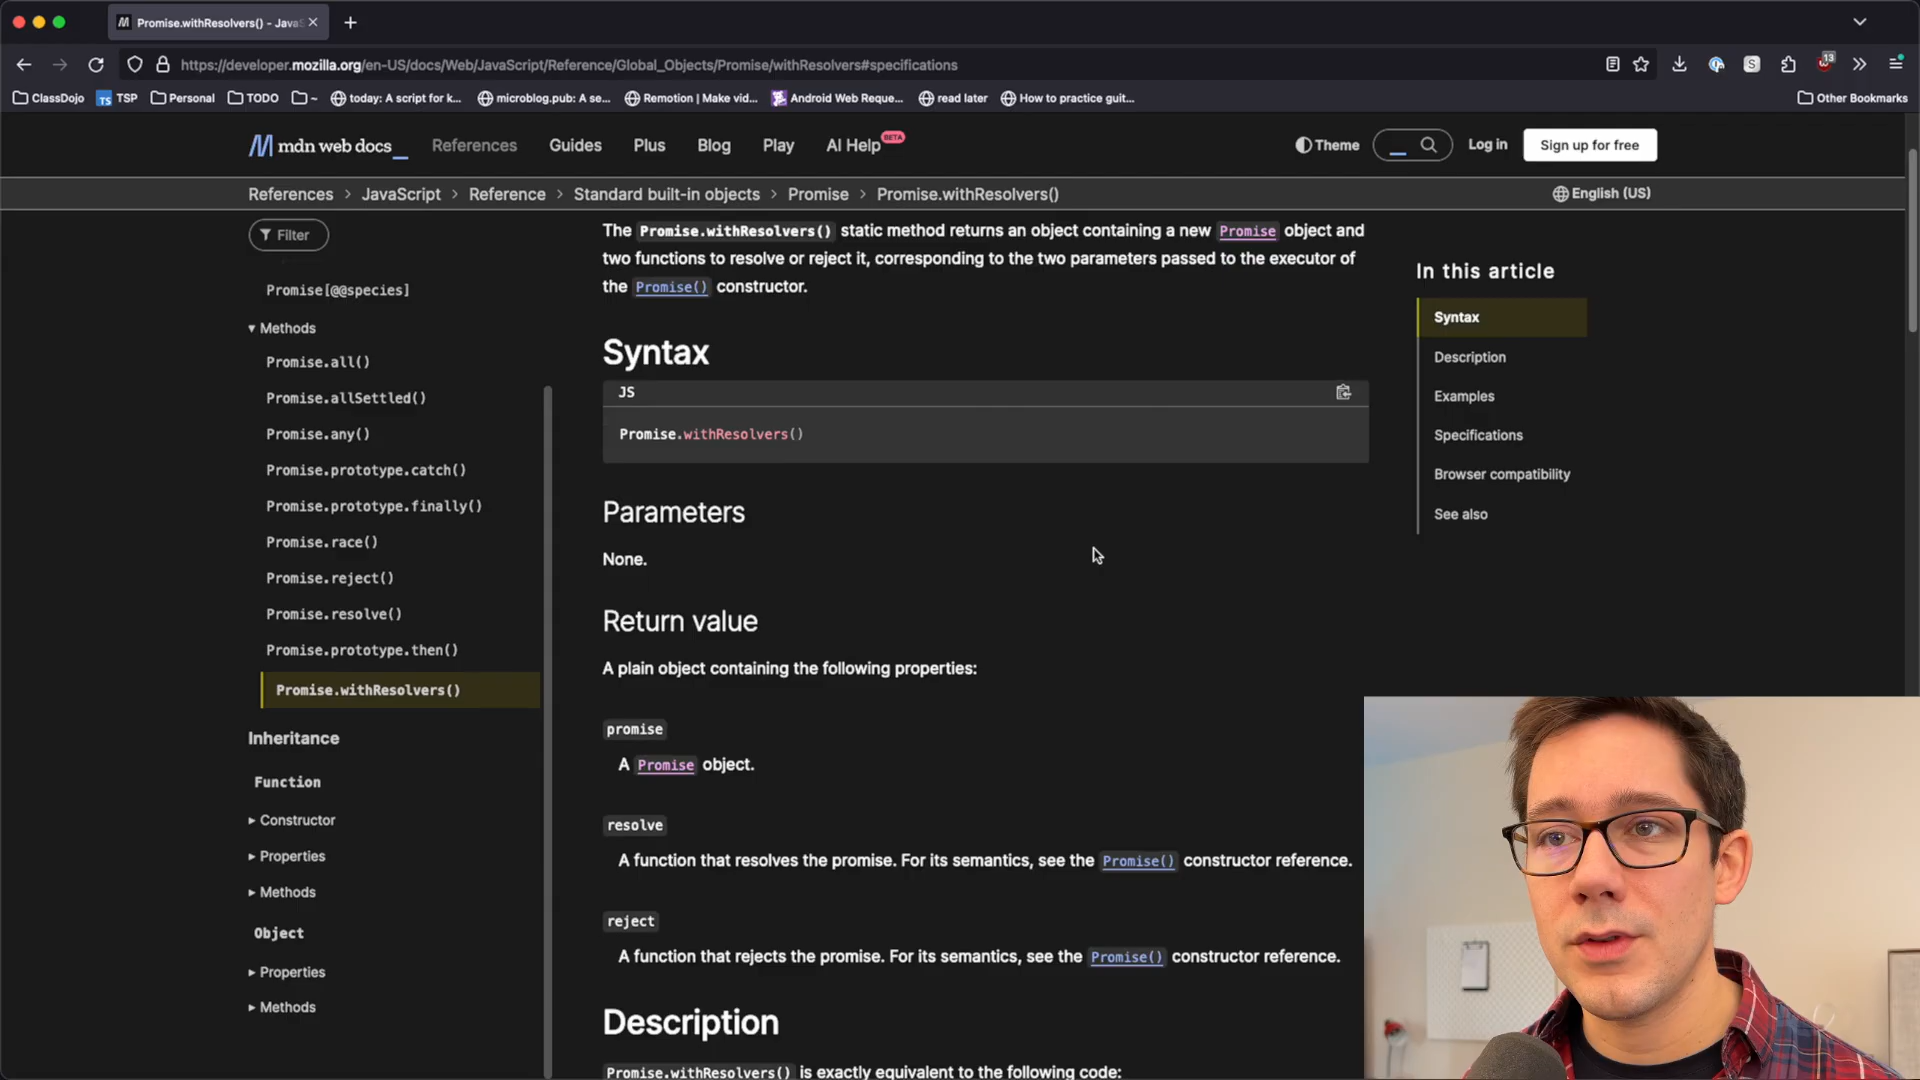 Promise.withResolvers() - Java
https://developer.mozilla.org/en-US/docs/Web/JavaScript/Reference/Global_Objects/Promise/withResolvers#specifications
S
13
ClassDojo
TS TSP
Personal
TODO
~
today: A script for k...
microblog.pub: A se...
Remotion | Make vid...
Android Web Reque...
read later
How to practice guit...
Other Bookmarks
mdn web docs_
References
Guides
Plus
Blog
Play
AI Help BETA
Theme
Log in
Sign up for free
References > JavaScript > Reference > Standard built-in objects > Promise > Promise.withResolvers()
English (US)
Filter
Promise[@@species]
Methods
Promise.all()
Promise.allSettled()
Promise.any()
Promise.prototype.catch()
Promise.prototype.finally()
Promise.race()
Promise.reject()
Promise.resolve()
Promise.prototype.then()
Promise.withResolvers()
Inheritance
Function
Constructor
Properties
Methods
Object
Properties
Methods
The Promise.withResolvers() static method returns an object containing a new Promise object and
two functions to resolve or reject it, corresponding to the two parameters passed to the executor of
the Promise() constructor.
Syntax
JS
Promise.withResolvers()
Parameters
None.
Return value
A plain object containing the following properties:
promise
A Promise object.
resolve
A function that resolves the promise. For its semantics, see the Promise() constructor reference.
reject
A function that rejects the promise. For its semantics, see the Promise() constructor reference.
Description
Promise.withResolvers() is exactly equivalent to the following code:
In this article
Syntax
Description
Examples
Specifications
Browser compatibility
See also